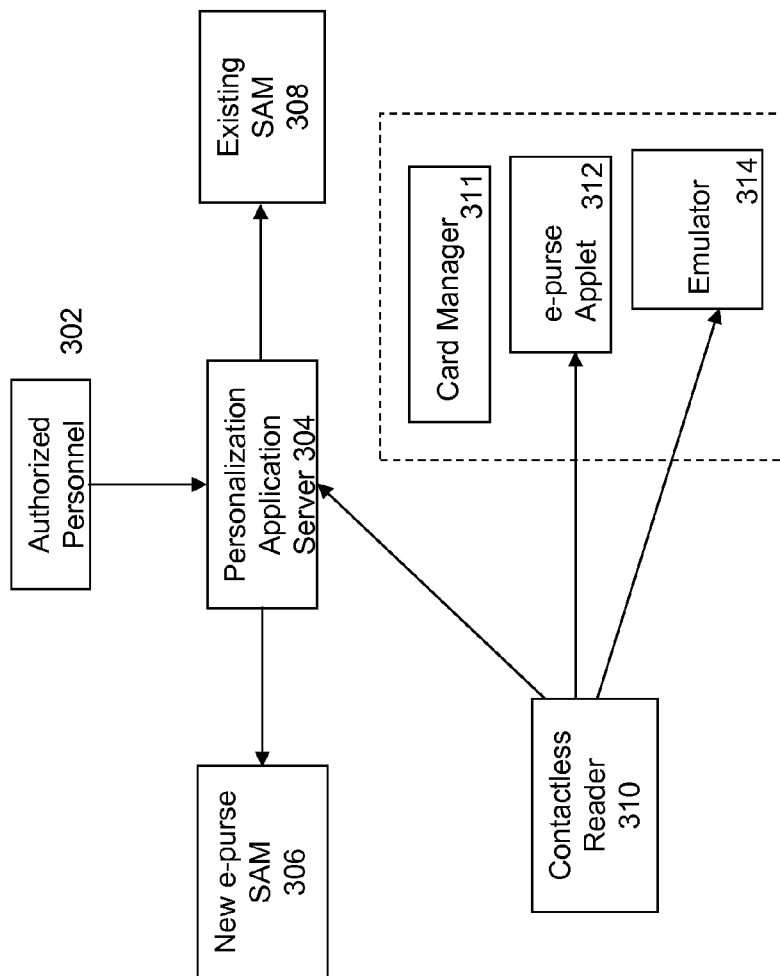 302
Authorized
Personnel
Existing
SAM
308
Personalization
Application
Server 304
New e-purse
SAM
306
Card Manager
311
e-purse
Applet
312
Emulator
314
Contactless
Reader
310